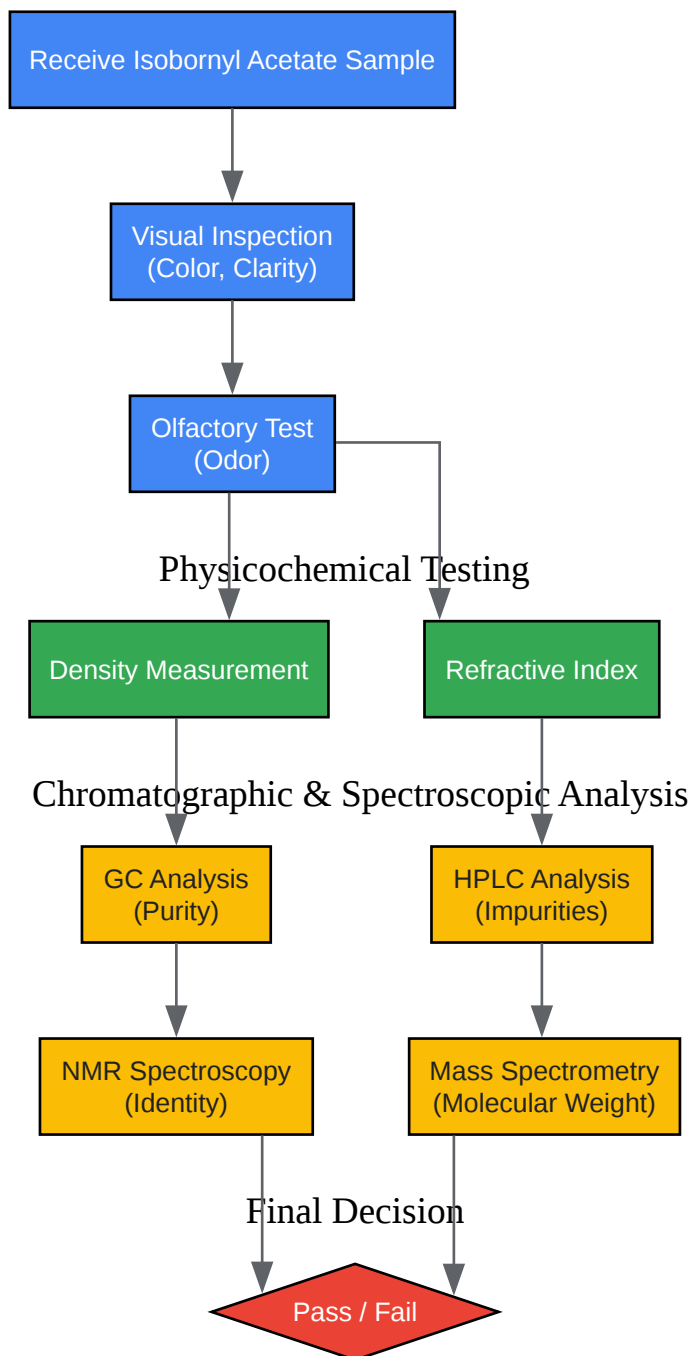 Receive Isobornyl Acetate Sample
Visual Inspection
(Color, Clarity)
Olfactory Test
(Odor)
Physicochemical Testing
Density Measurement
Refractive Index
Chromatographic & Spectroscopic Analysis
GC Analysis
(Purity)
HPLC Analysis
(Impurities)
NMR Spectroscopy
(Identity)
Mass Spectrometry
(Molecular Weight)
Final Decision
Pass / Fail